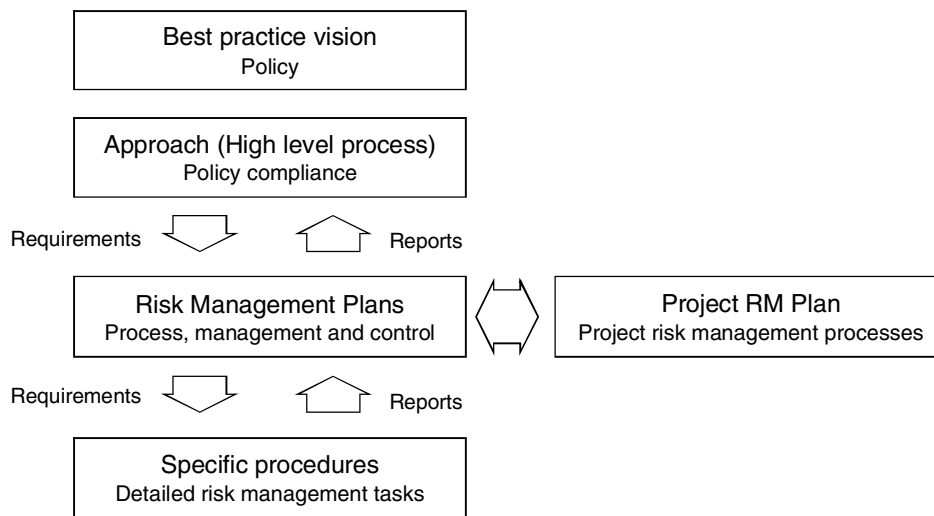 Best practice vision
Policy
Approach (High level process)
Policy compliance
Requirements
Reports
Risk Management Plans
Process, management and control
Project RM Plan
Project risk management processes
Requirements
Reports
Specific procedures
Detailed risk management tasks